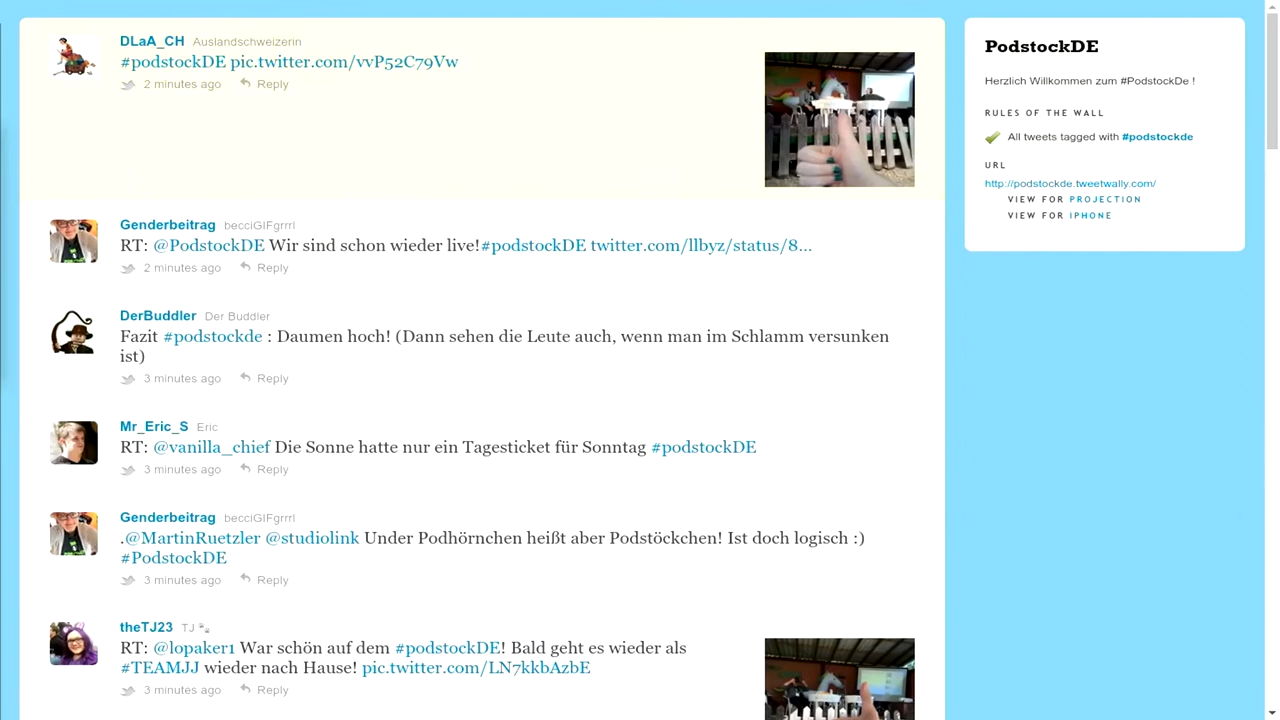 DLaA_CH Auslandschweizerin
#podstockDE pic.twitter.com/vvP52C79Vw
2 minutes ago Reply
Genderbeitrag becciGIFgrrrl
RT: @PodstockDE Wir sind schon wieder live!#podstockDE twitter.com/llbyz/status/8...
2 minutes ago Reply
DerBuddler Der Buddler
Fazit #podstockde : Daumen hoch! (Dann sehen die Leute auch, wenn man im Schlamm versunken
ist)
3 minutes ago Reply
Mr_Eric_S Eric
RT: @vanilla_chief Die Sonne hatte nur ein Tagesticket für Sonntag #podstockDE
3 minutes ago Reply
Genderbeitrag becciGIFgrrrl
.@MartinRuetzler @studiolink Under Podhörnchen heißt aber Podstöckchen! Ist doch logisch :)
#PodstockDE
3 minutes ago Reply
theTJ23 TJ 🐾
RT: @lopaker1 War schön auf dem #podstockDE! Bald geht es wieder als
#TEAMJJ wieder nach Hause! pic.twitter.com/LN7kkbAzbE
3 minutes ago Reply
PodstockDE
Herzlich Willkommen zum #PodstockDe !
RULES OF THE WALL
All tweets tagged with #podstockde
URL
http://podstockde.tweetwally.com/
VIEW FOR PROJECTION
VIEW FOR IPHONE